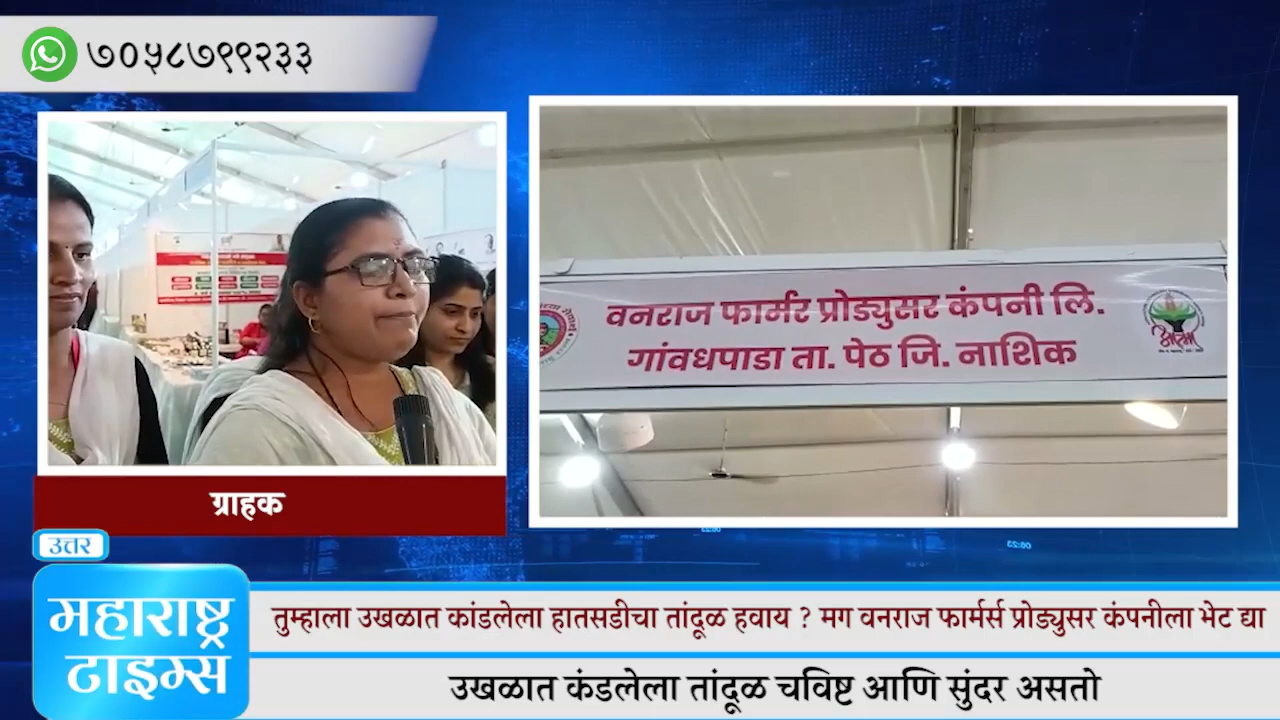 ७०५८७९९२३३
वनराज फार्मर प्रोड्युसर कंपनी लि.
गांवधपाडा ता. पेठ जि. नाशिक
ग्राहक
उत्तर
महाराष्ट्र
टाइम्स
तुम्हाला उखळात कांडलेला हातसडीचा तांदूळ हवाय ? मग वनराज फार्मर्स प्रोड्युसर कंपनीला भेट द्या
उखळात कंडलेला तांदूळ चविष्ट आणि सुंदर असतो